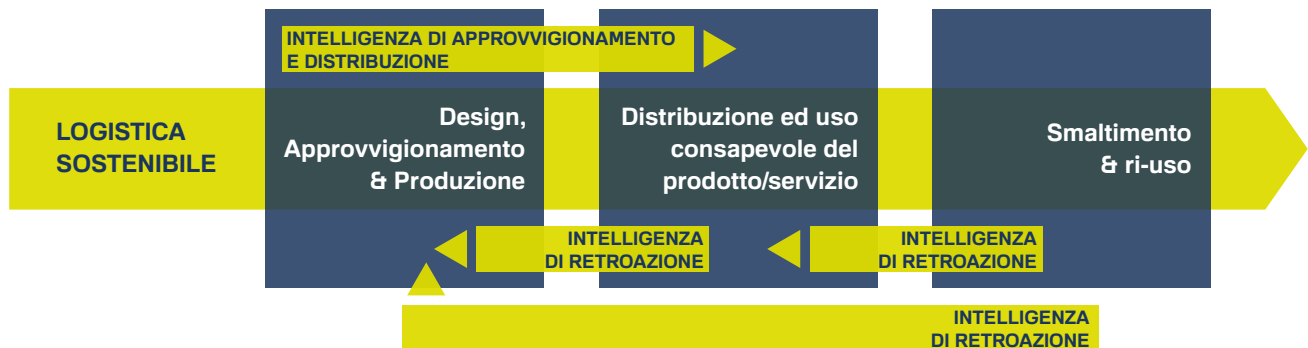 INTELLIGENZA DI APPROVVIGIONAMENTO
E DISTRIBUZIONE
LOGISTICA
SOSTENIBILE
Design,
Approvvigionamento
& Produzione
Distribuzione ed uso
consapevole del
prodotto/servizio
Smaltimento
& ri-uso
INTELLIGENZA
DI RETROAZIONE
INTELLIGENZA
DI RETROAZIONE
INTELLIGENZA
DI RETROAZIONE